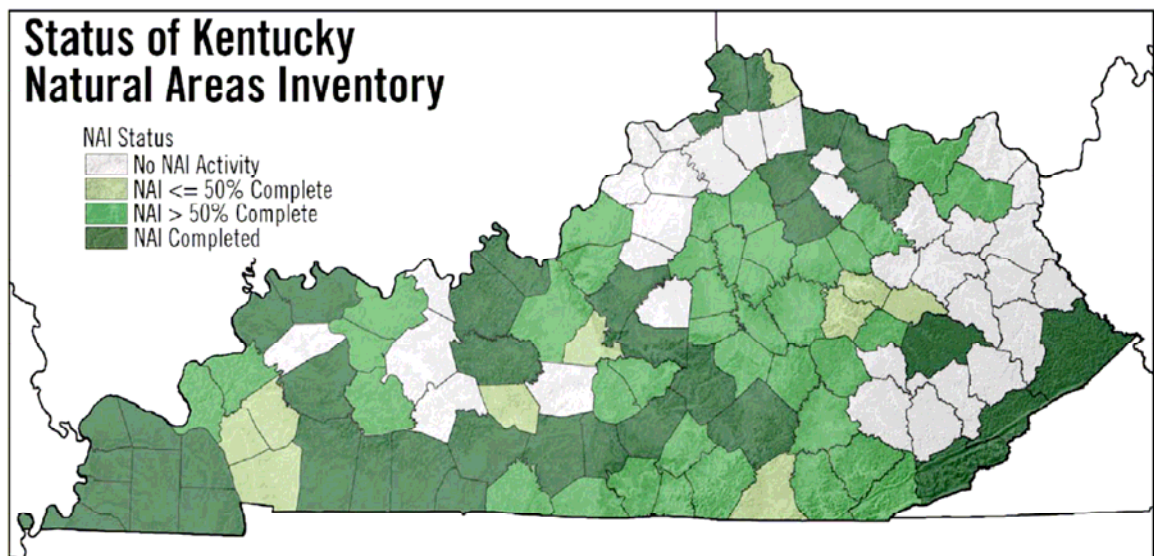 Status of Kentucky
Natural Areas Inventory
NAI Status
No NAI Activity
NAI <= 50% Complete
NAI > 50% Complete
NAI Completed